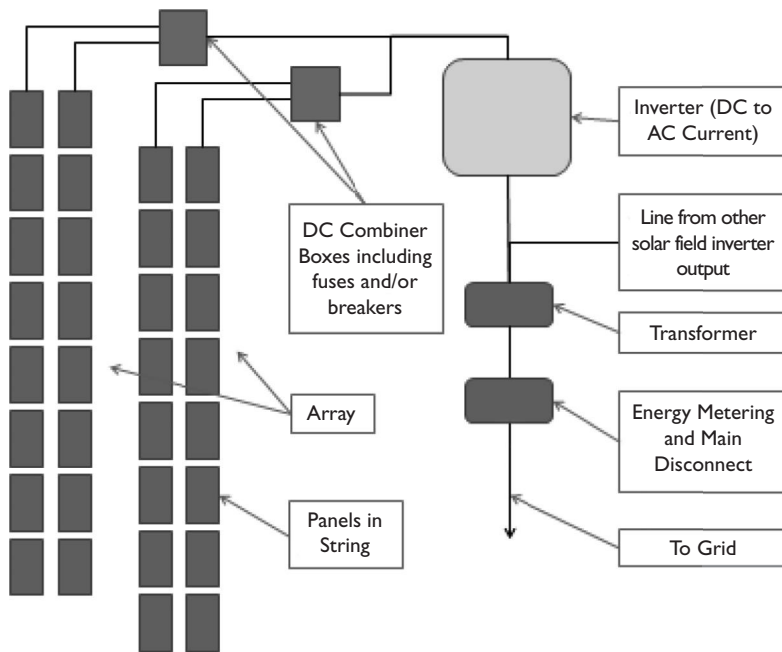 Inverter (DC to
AC Current)
DC Combiner
Boxes including
fuses and/or
breakers
Line from other
solar field inverter
output
Transformer
Array
Energy Metering
and Main
Disconnect
Panels in
String
To Grid